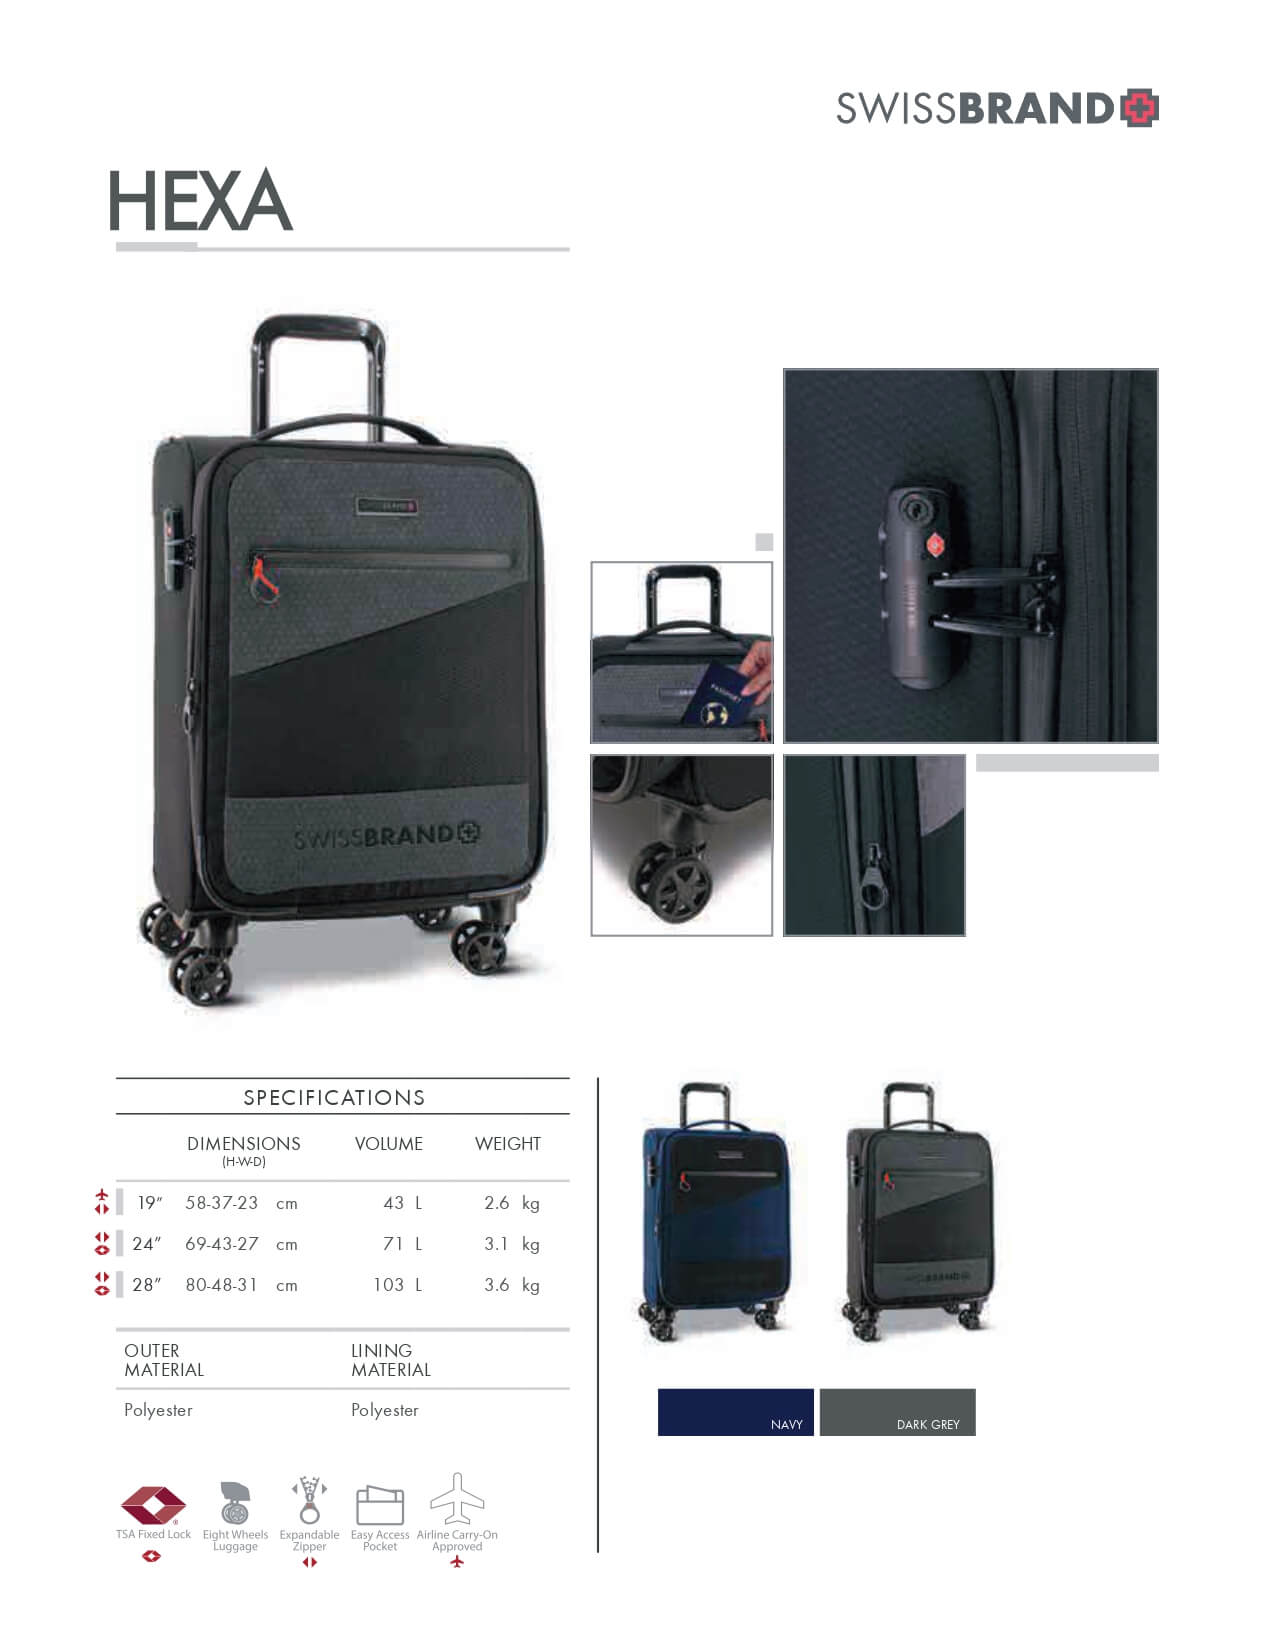 SWISSBRAND
HEXA
BRAND
SWISSBRAND
PASSPORT
SPECIFICATIONS
DIMENSIONS VOLUME WEIGHT
(H-W-D)
19” 58-37-23 cm 43 L 2.6 kg
24” 69-43-27 cm 71 L 3.1 kg
28” 80-48-31 cm 103 L 3.6 kg
OUTER MATERIAL LINING MATERIAL
Polyester Polyester
BRAND
NAVY DARK GREY
®
TSA Fixed Lock
Eight Wheels
Luggage
Expandable
Zipper
Easy Access
Pocket
Airline Carry-On
Approved